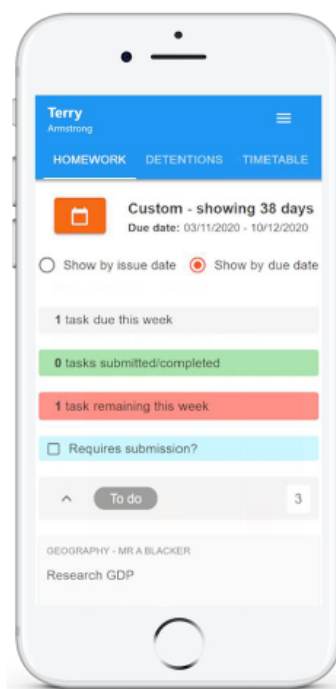 Terry
Armstrong
HOMEWORK DETENTIONS TIMETABLE
Custom - showing 38 days
Due date: 03/11/2020 - 10/12/2020
Show by issue date Show by due date
1 task due this week
0 tasks submitted/completed
1 task remaining this week
Requires submission?
To do 3
GEOGRAPHY - MR A BLACKER
Research GDP